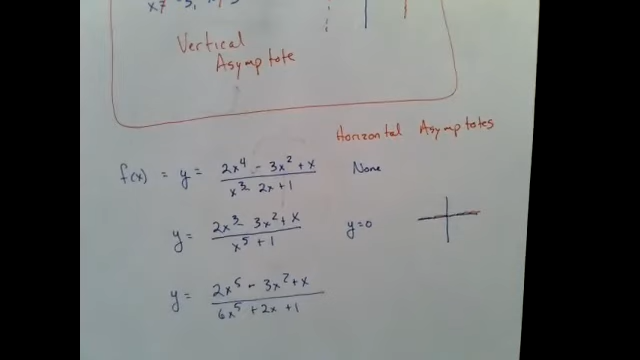 Vertical
Asymptote
Horizontal Asymptotes
f(x) = y = (2x⁴ - 3x² + x)/(x³ - 2x + 1) None
y = (2x³ - 3x² + x)/(x⁵ + 1) y=0
y = (2x⁵ - 3x² + x)/(6x⁵ + 2x + 1)